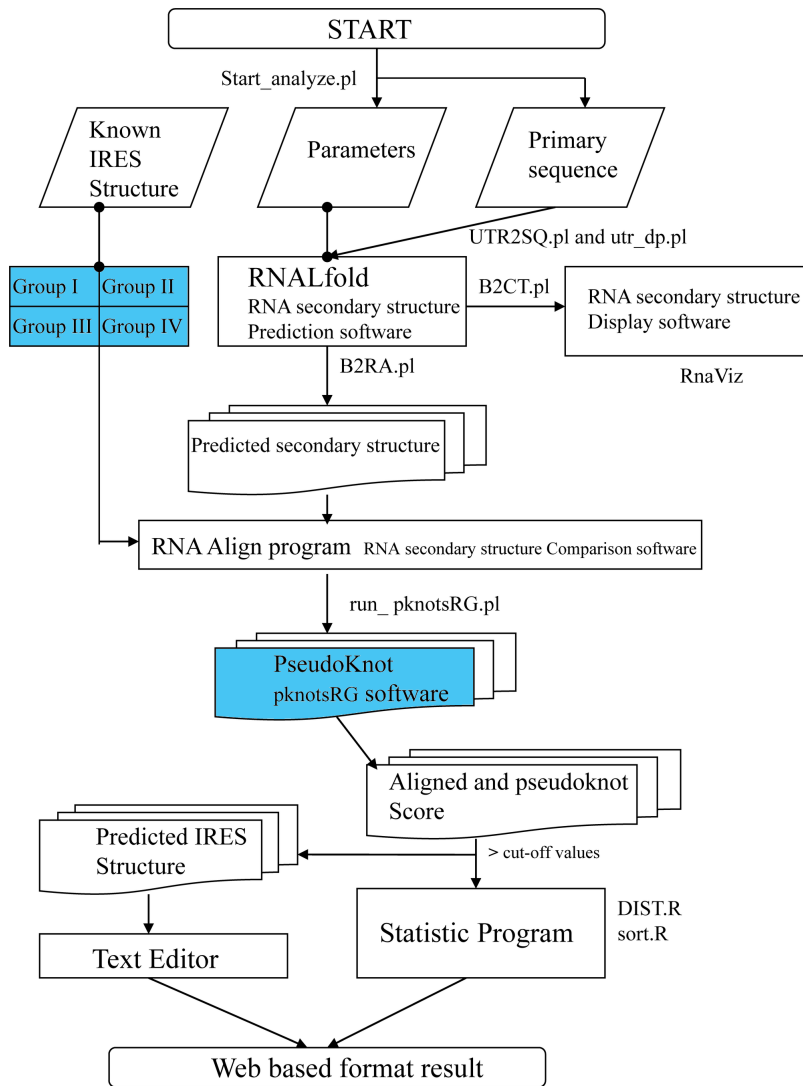 START
Start_analyze.pl
Known
IRES
Structure
Parameters
Primary
sequence
UTR2SQ.pl and utr_dp.pl
Group I
Group II
Group III
Group IV
RNALfold
RNA secondary structure
Prediction software
B2CT.pl
RNA secondary structure
Display software
RnaViz
B2RA.pl
Predicted secondary structure
RNA Align program RNA secondary structure Comparison software
run_ pknotsRG.pl
PseudoKnot
pknotsRG software
Aligned and pseudoknot
Score
> cut-off values
Predicted IRES
Structure
Statistic Program
DIST.R
sort.R
Text Editor
Web based format result